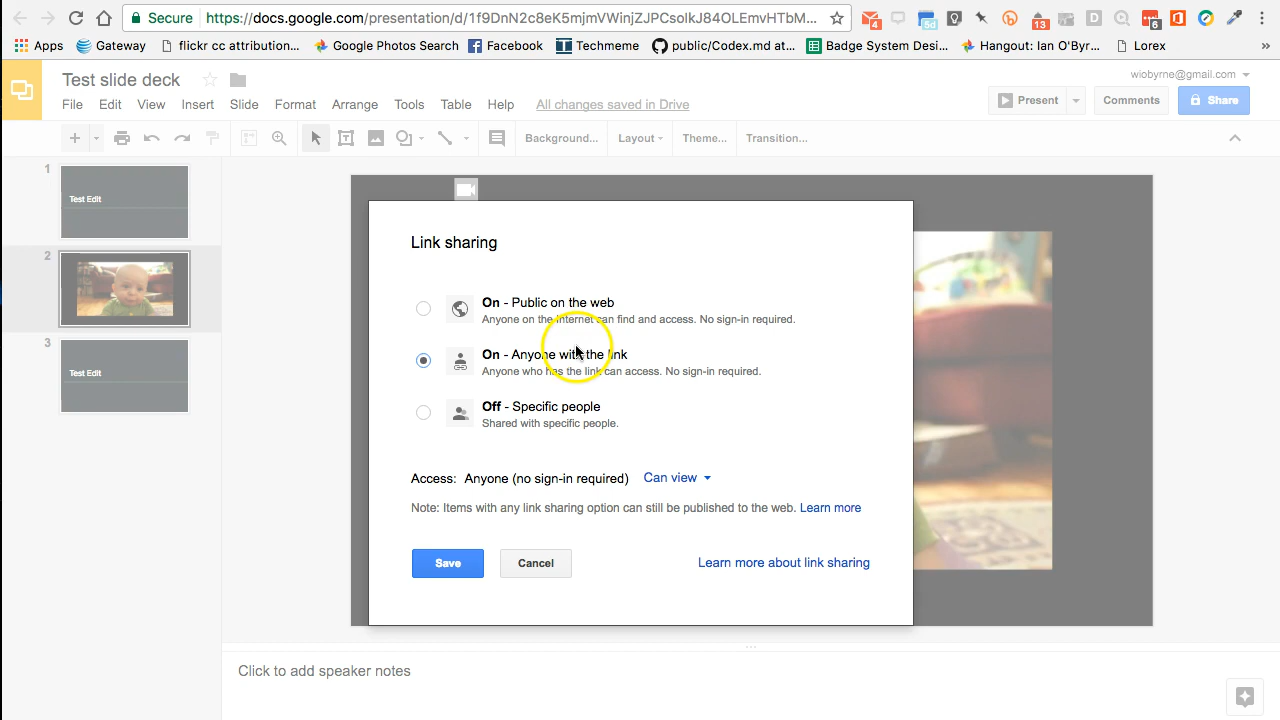 Secure https://docs.google.com/presentation/d/1f9DnN2c8eK5mjmVWinjZJPCsolkJ84OLEmvHTbM...
4 5d 13 6
Apps Gateway flickr cc attribution... Google Photos Search Facebook Techmeme public/Colorex.md at... Badge System Desi... Hangout: Ian O'Byr... Lorex »
Test slide deck
wiobyrne@gmail.com
File Edit View Insert Slide Format Arrange Tools Table Help All changes saved in Drive
Present Comments Share
Background... Layout Theme... Transition...
1
Test Edit
2
3
Test Edit
Link sharing
On - Public on the web
Anyone on the Internet can find and access. No sign-in required.
On - Anyone with the link
Anyone who has the link can access. No sign-in required.
Off - Specific people
Shared with specific people.
Access: Anyone (no sign-in required) Can view
Note: Items with any link sharing option can still be published to the web. Learn more
Save Cancel Learn more about link sharing
Click to add speaker notes